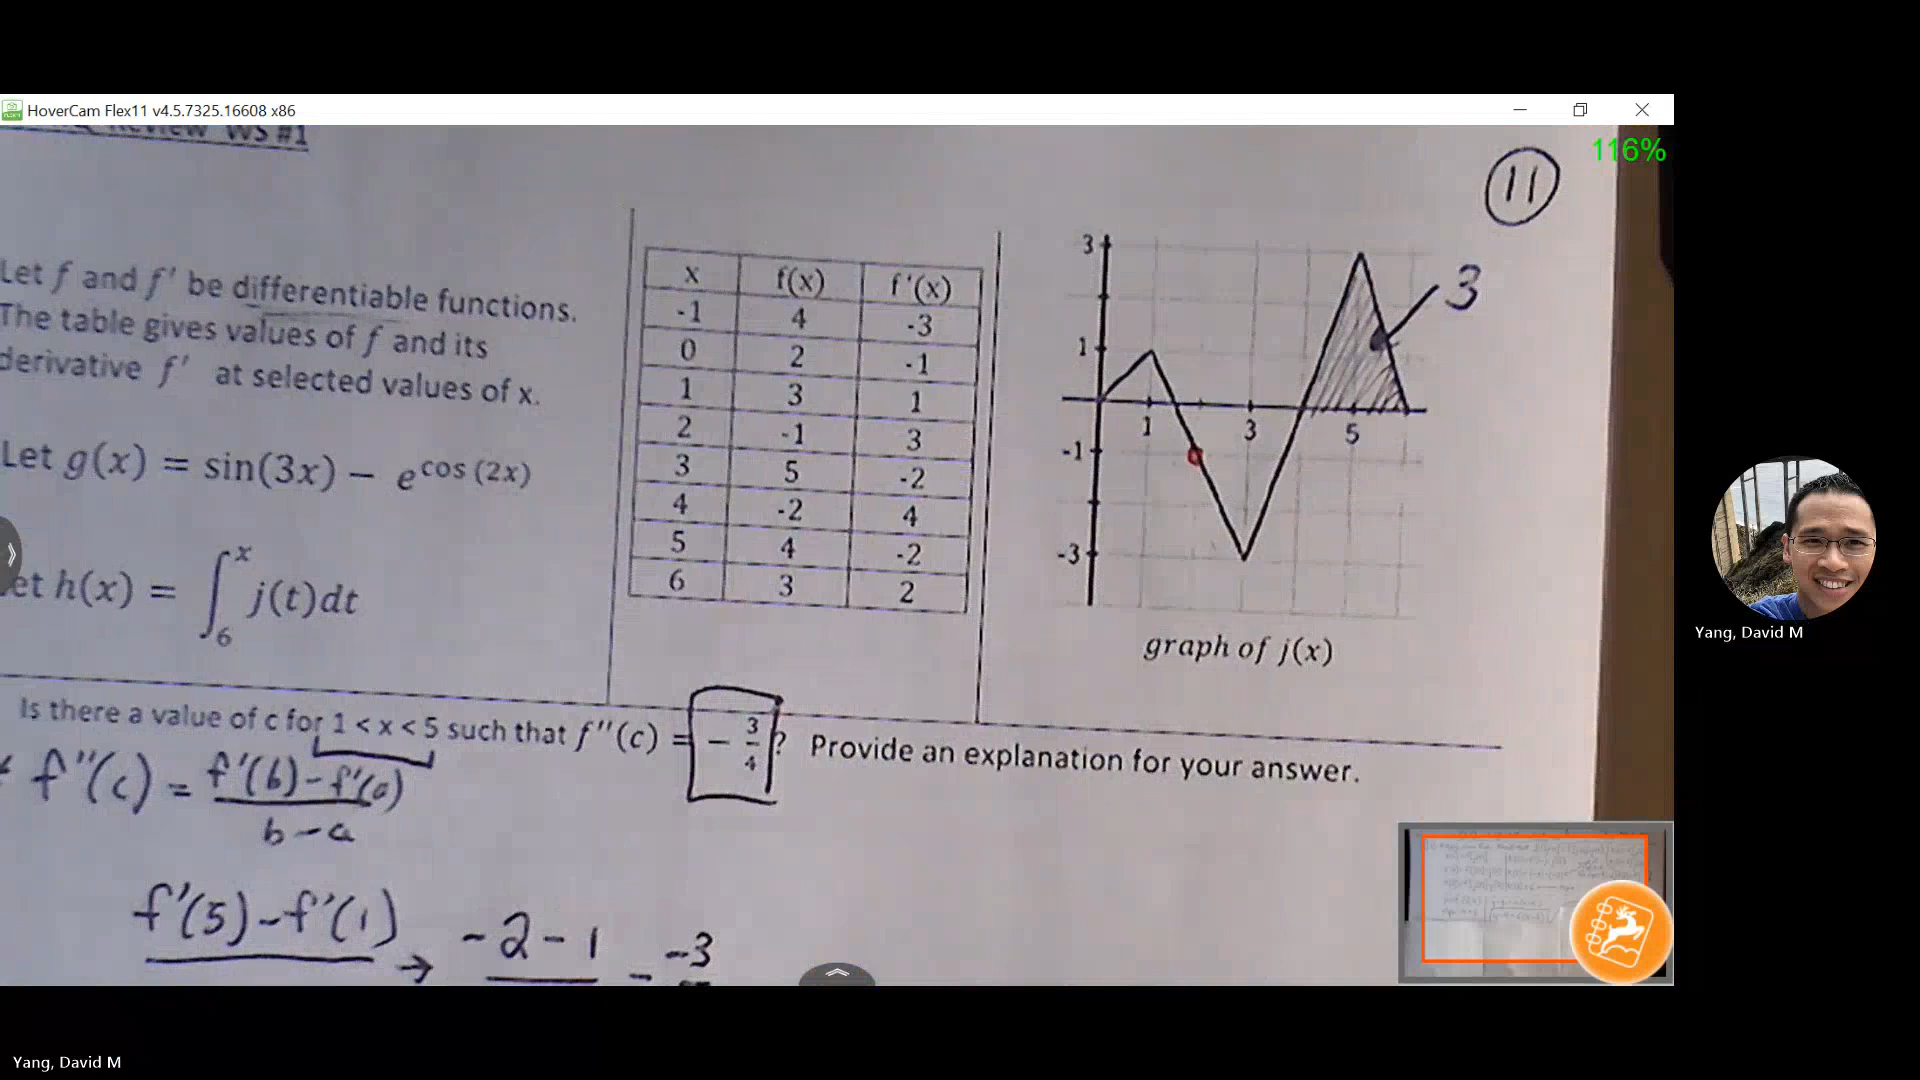 HoverCam Flex11 v4.5.7325.16608 x86
Review WS #1
116%
11
Let f and f' be differentiable functions.
The table gives values of f and its
derivative f' at selected values of x.
Let g(x) = sin(3x) − e^cos (2x)
et h(x) = ∫_6^x j(t)dt
x f(x) f'(x)
-1 4 -3
0 2 -1
1 3 1
2 -1 3
3 5 -2
4 -2 4
5 4 -2
6 3 2
3
3
1
1 3 5
-1
-3
graph of j(x)
Is there a value of c for 1 < x < 5 such that f''(c) = − 3/4 ? Provide an explanation for your answer.
f''(c) = f'(b) − f'(a)
b − a
f'(5) − f'(1) → -2 - 1 = -3
Yang, David M
Yang, David M